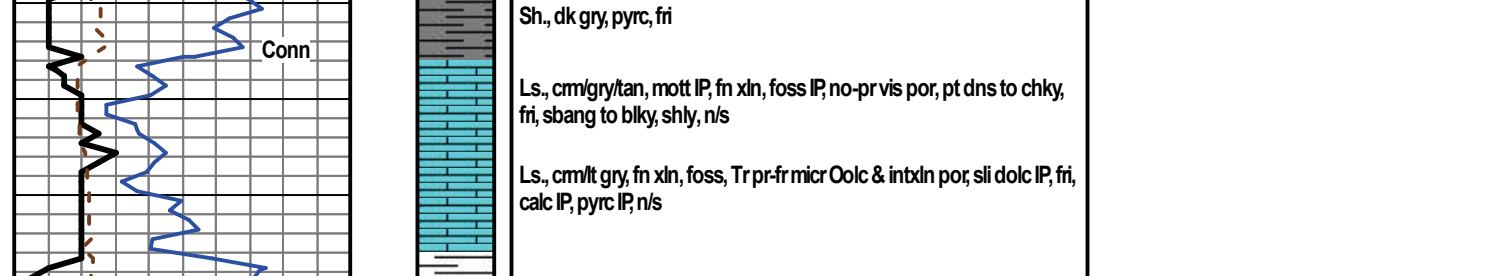 Sh., dk gry, pyrc, fri
Conn
Ls., crm/gry/tan, mott IP, fn xln, foss IP, no-pr vis por, pt dns to chky,
fri, sbang to blky, shly, n/s
Ls., crm/lt gry, fn xln, foss, Tr pr-fr micr Oolc & intxln por, sli dolc IP, fri,
calc IP, pyrc IP, n/s